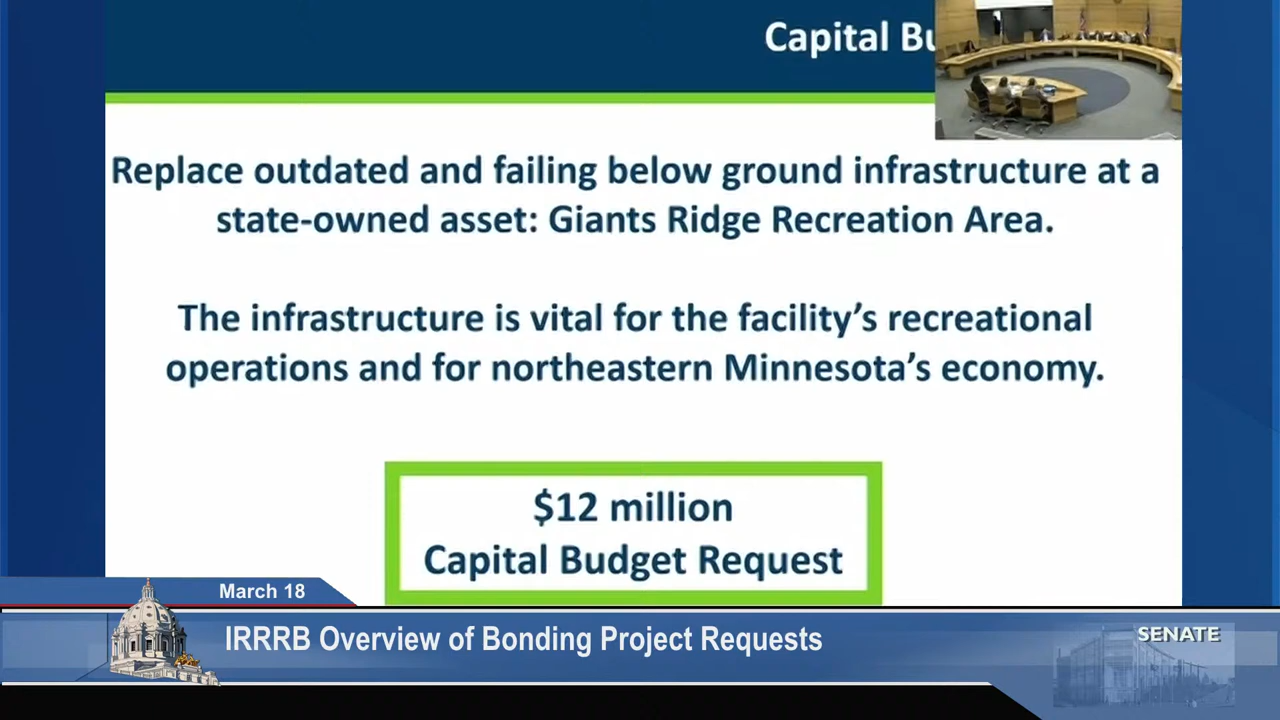 Capital Bu
Replace outdated and failing below ground infrastructure at a
state-owned asset: Giants Ridge Recreation Area.
The infrastructure is vital for the facility's recreational
operations and for northeastern Minnesota's economy.
$12 million
Capital Budget Request
March 18
IRRRB Overview of Bonding Project Requests
SENATE